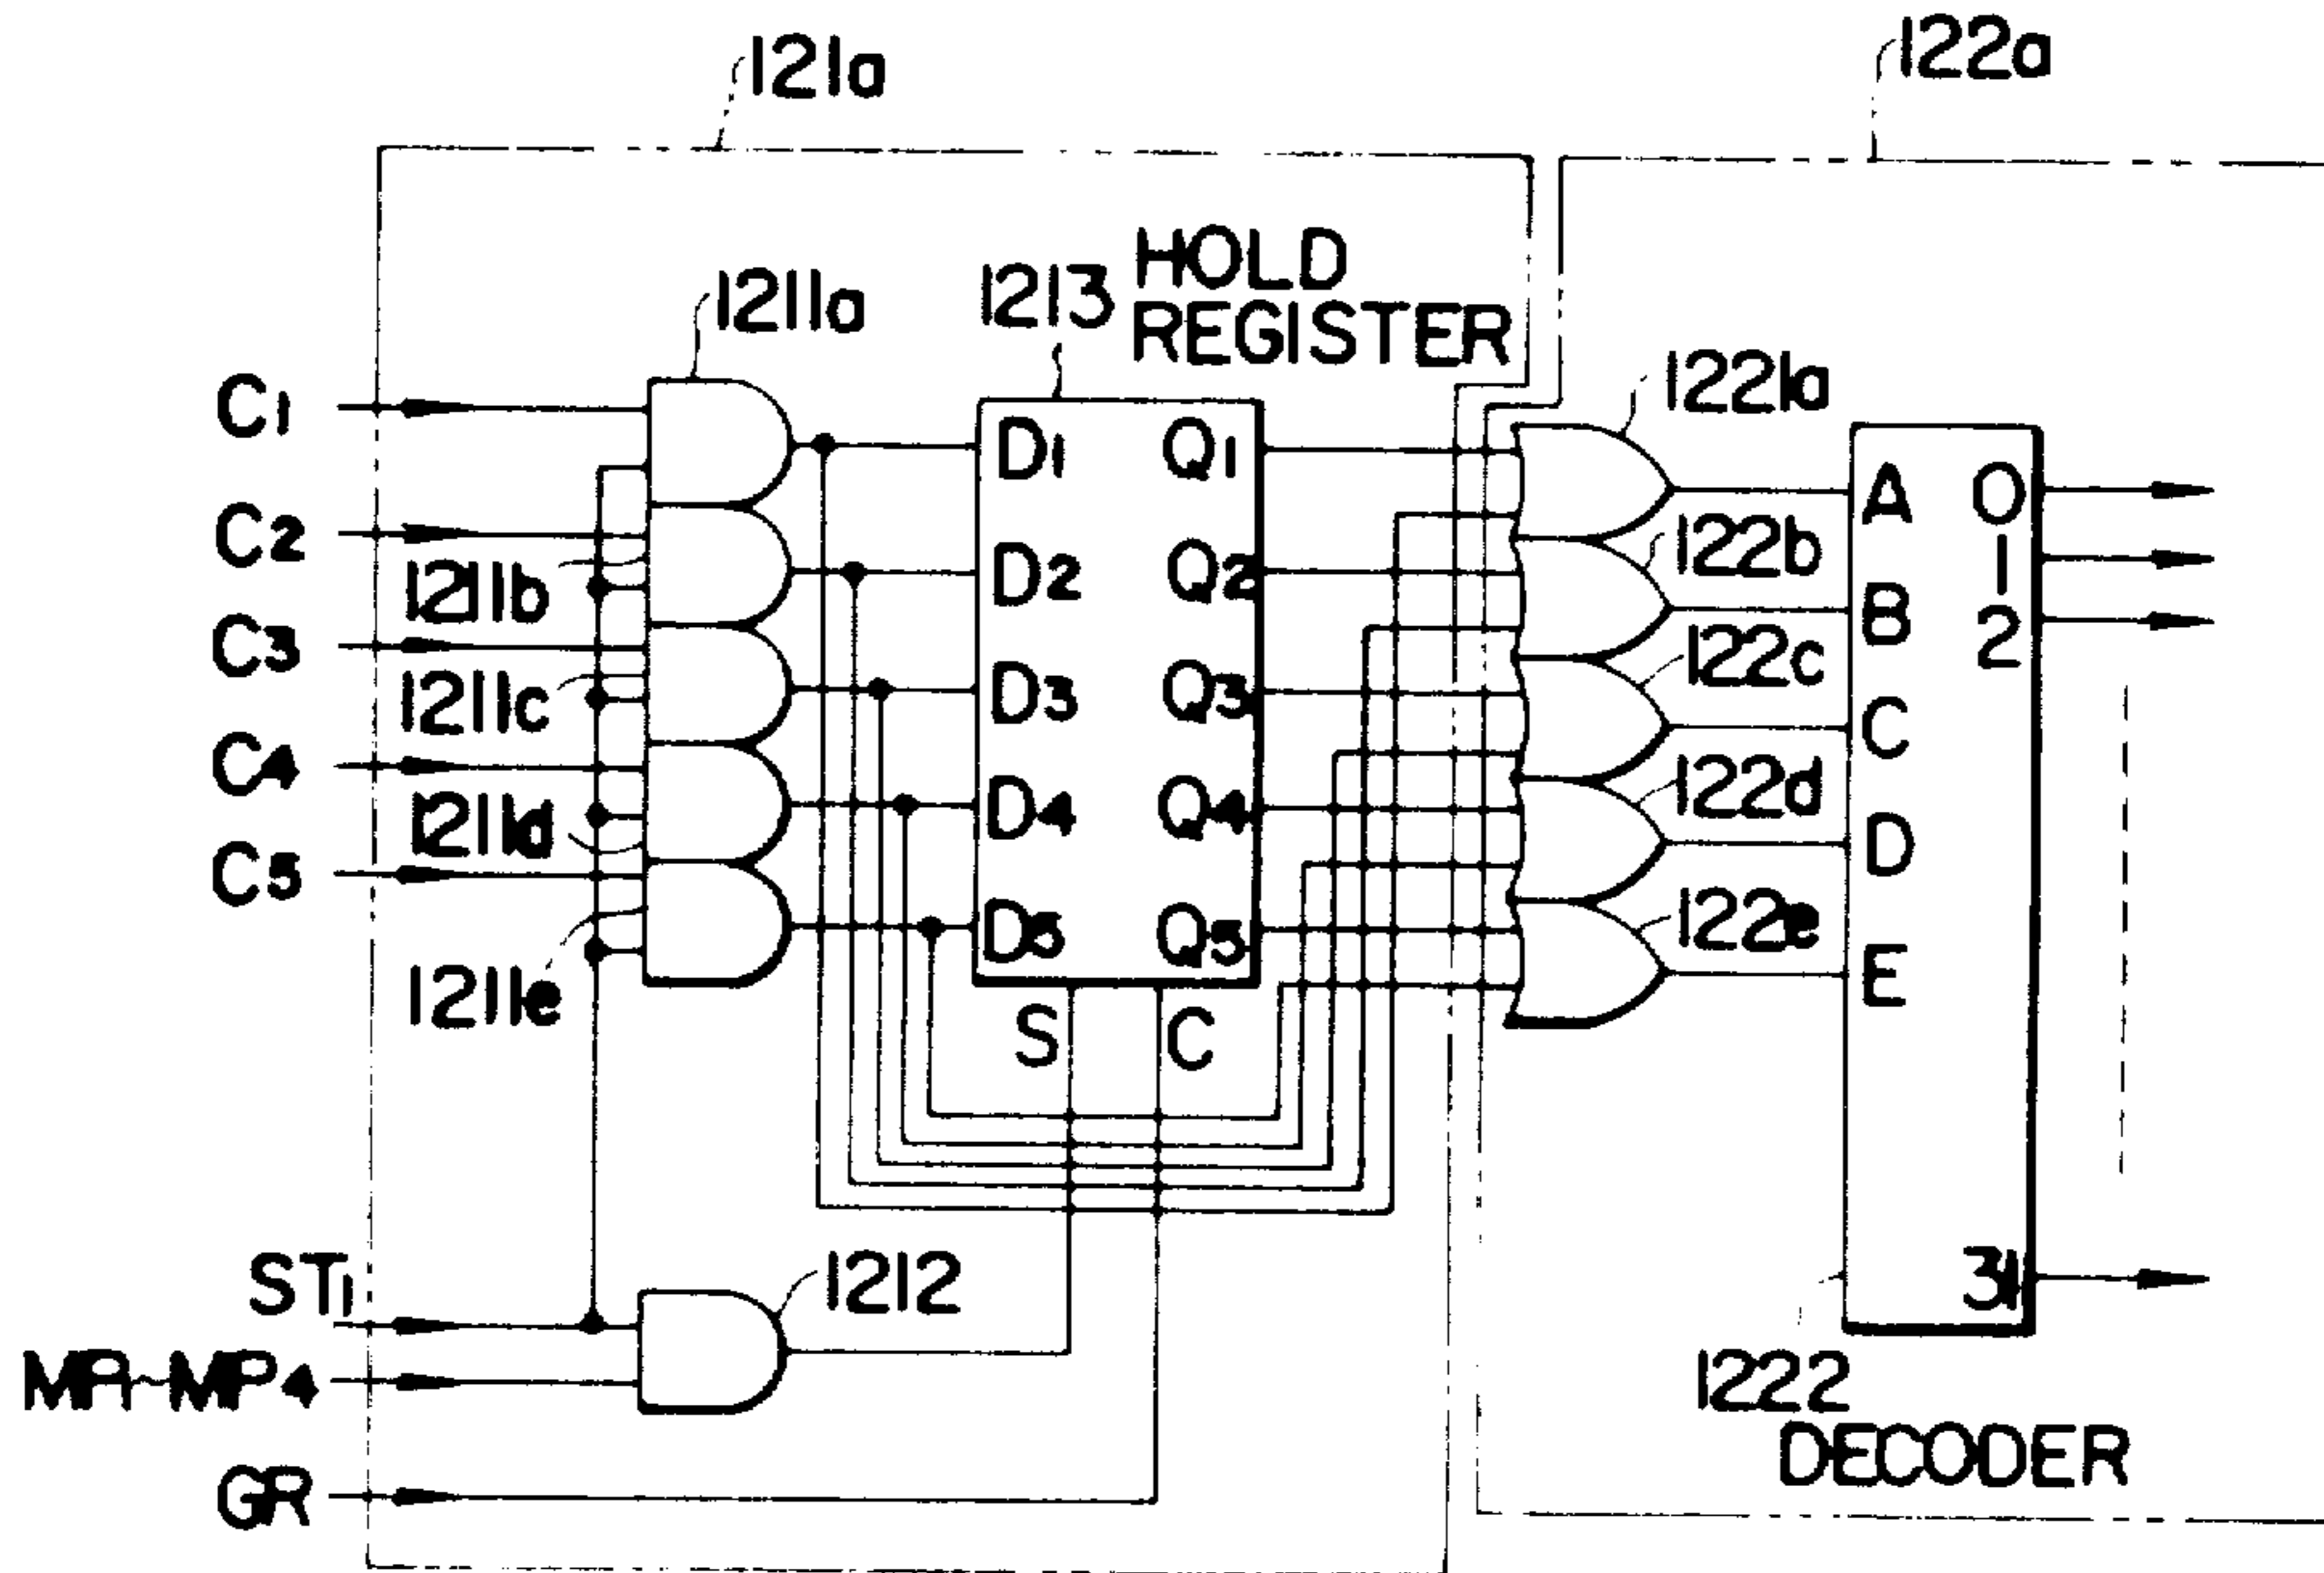 121a
122a
HOLD
REGISTER
1213
1211a
1221a
C1
D1 Q1
A 0
C2
1211b
D2 Q2
122b
1
B
2
C3
1211c
D3 Q3
122c
C
C4
1211d
D4 Q4
122d
D
C5
1211e
D5 Q5
122e
E
S C
ST1
1212
31
MP1~MP4
1222
DECODER
GR